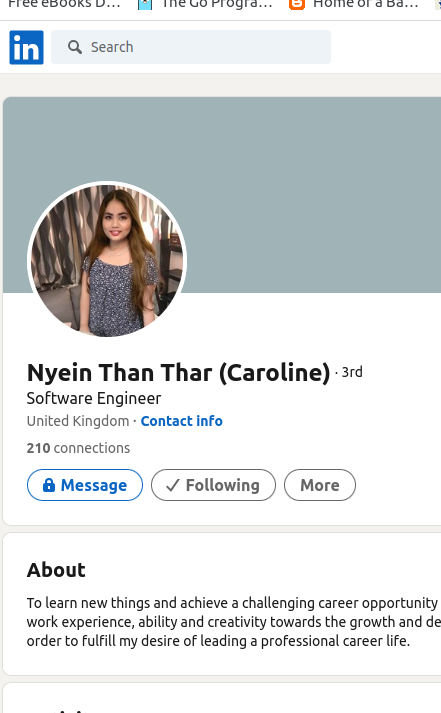 Free eBooks D...
The Go Progra...
Home of a Ba...
in
Search
Nyein Than Thar (Caroline) · 3rd
Software Engineer
United Kingdom · Contact info
210 connections
Message
Following
More
About
To learn new things and achieve a challenging career opportunity
work experience, ability and creativity towards the growth and de
order to fulfill my desire of leading a professional career life.